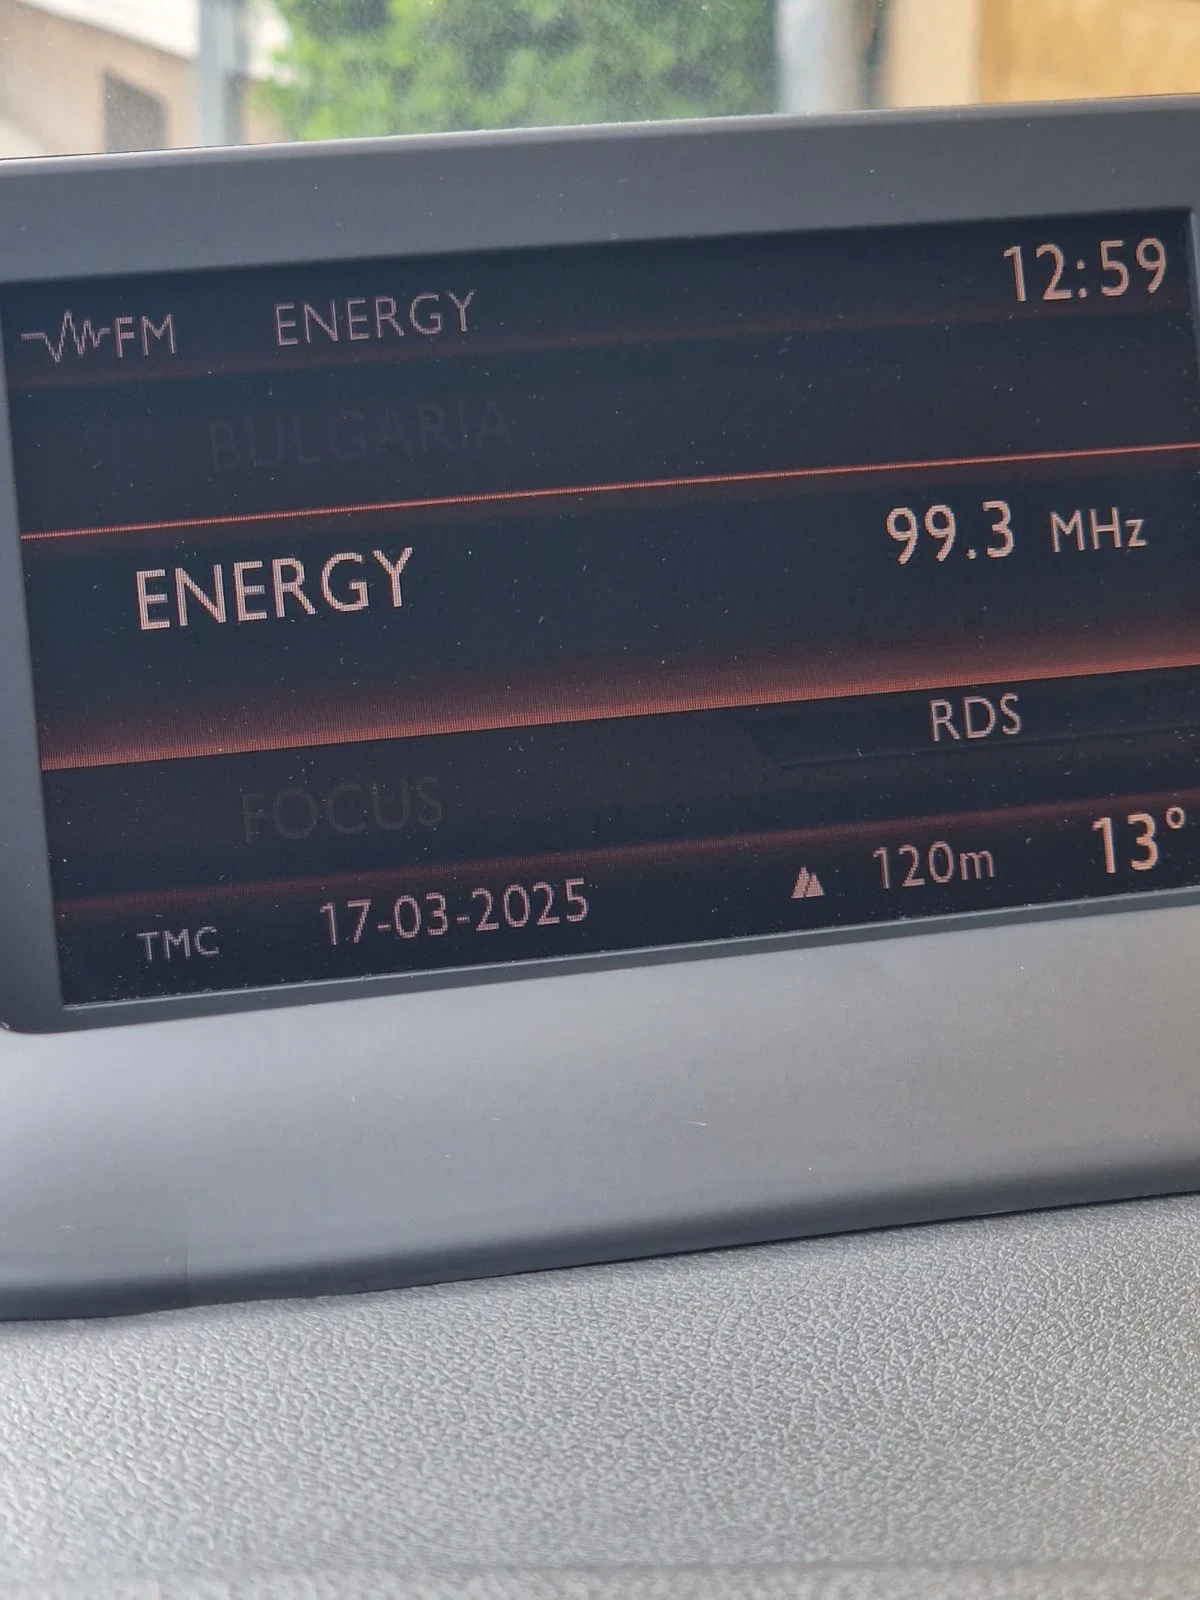 FM ENERGY 12:59
BULGARIA
ENERGY 99.3 MHz
RDS
FOCUS
TMC 17-03-2025 120m 13°